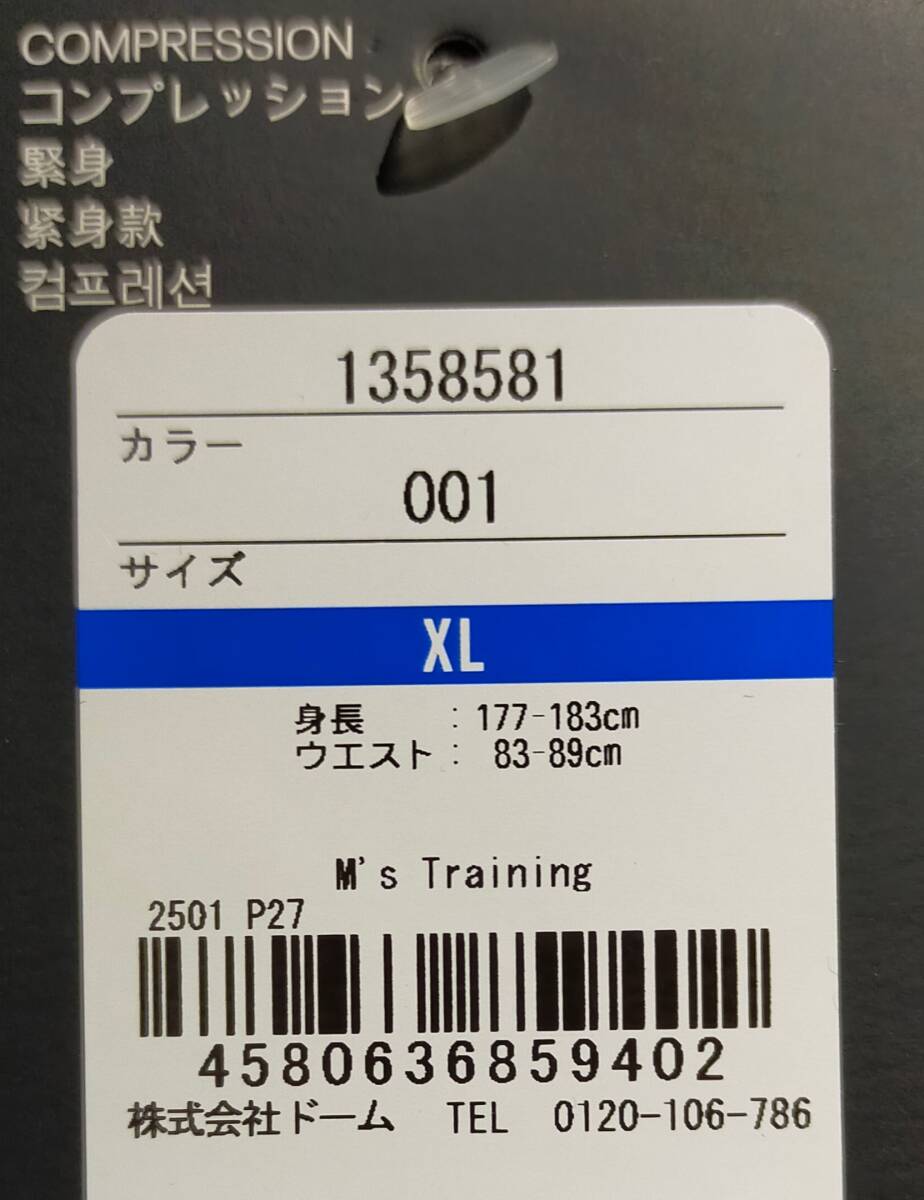 COMPRESSION
コンプレッション
緊身
紧身款
컴프레션
1358581
カラー
001
サイズ
XL
身長 : 177-183cm
ウエスト : 83-89cm
M's Training
2501 P27
4580636859402
株式会社ドーム TEL 0120-106-786